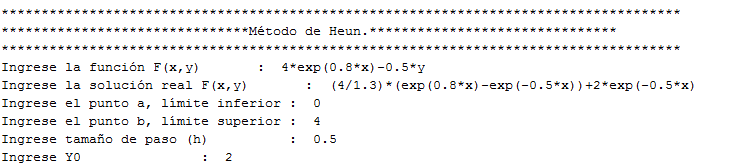 *************************************************************************************
*******************************Método de Heun.*******************************
*************************************************************************************
Ingrese la función F(x,y)       :  4*exp(0.8*x)-0.5*y
Ingrese la solución real F(x,y)       :  (4/1.3)*(exp(0.8*x)-exp(-0.5*x))+2*exp(-0.5*x)
Ingrese el punto a, límite inferior :  0
Ingrese el punto b, límite superior :  4
Ingrese tamaño de paso (h)          :  0.5
Ingrese Y0               :  2